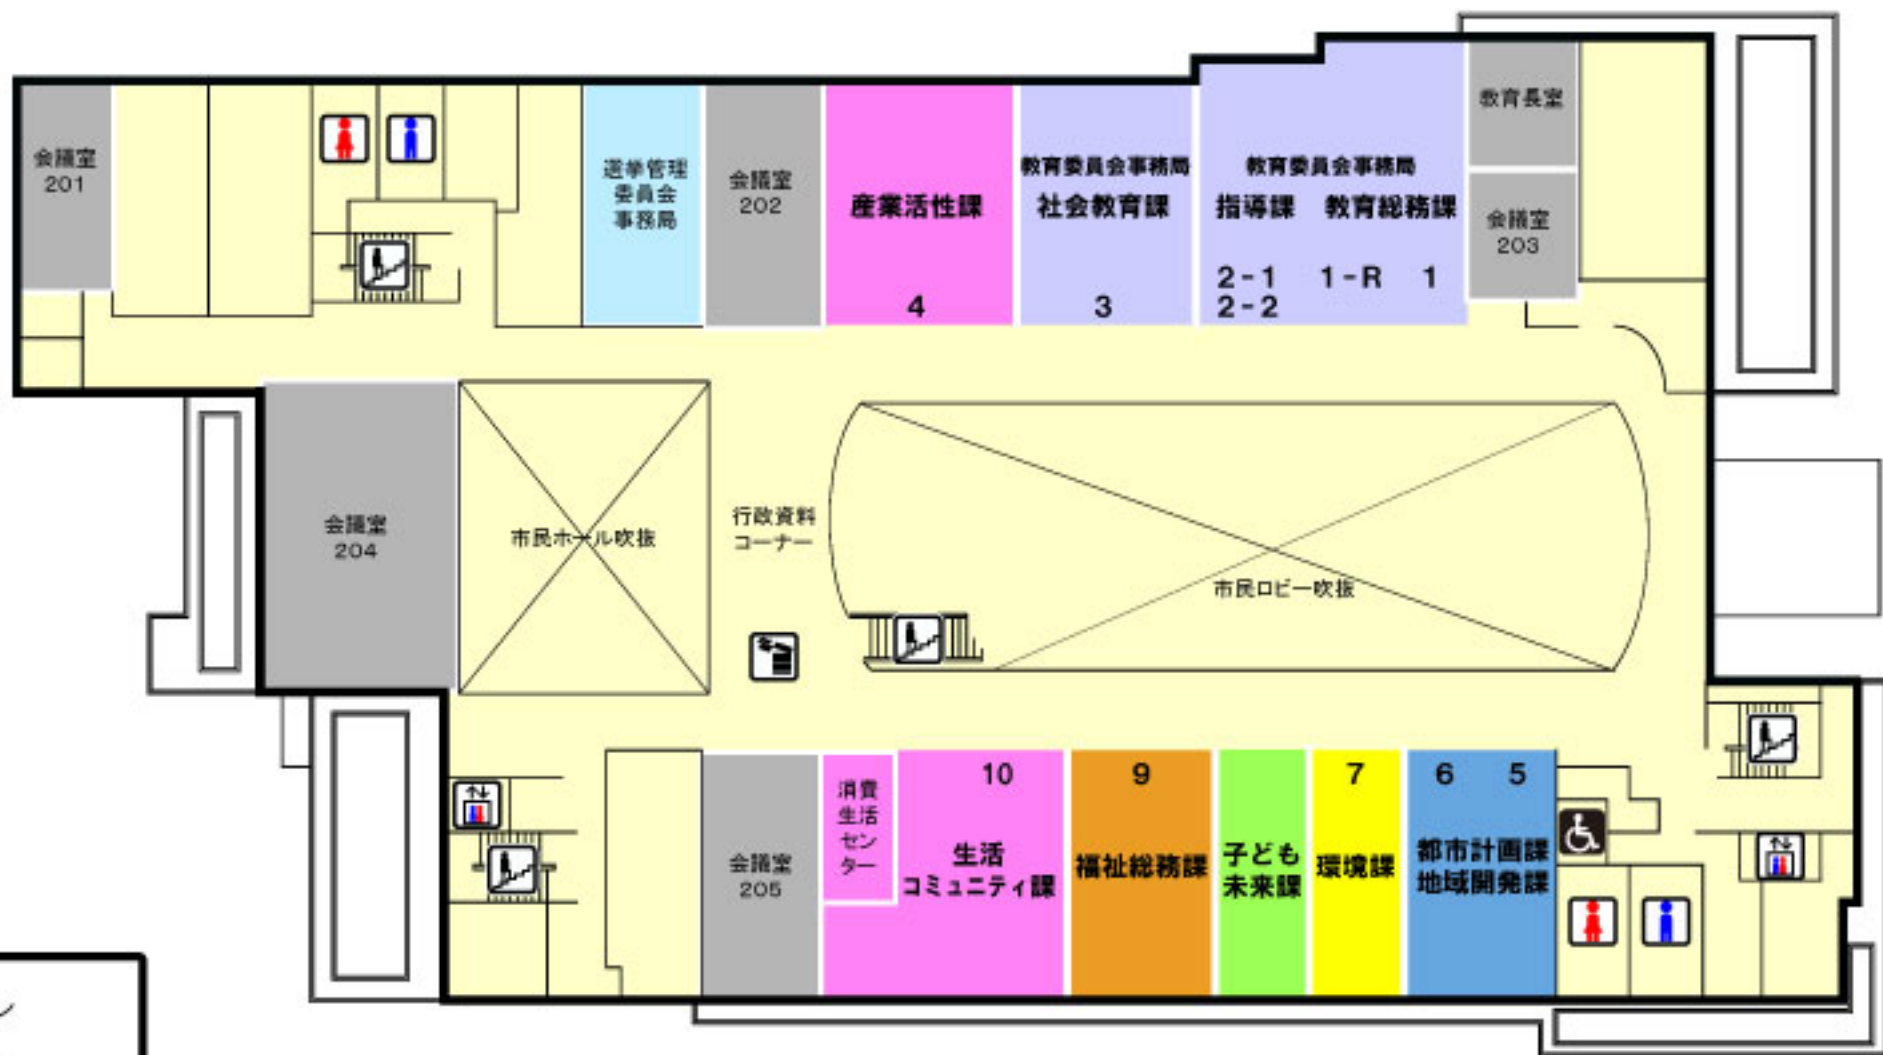 会議室
201
選挙管理
委員会
事務局
会議室
202
産業活性課
4
教育委員会事務局
社会教育課
3
教育委員会事務局
指導課 教育総務課
2-1 1-R 1
2-2
教育長室
会議室
203
会議室
204
市民ホール吹抜
行政資料
コーナー
市民ロビー吹抜
会議室
205
消費
生活
セン
ター
10
生活
コミュニティ課
9
福祉総務課
子ども
未来課
7
環境課
6 5
都市計画課
地域開発課